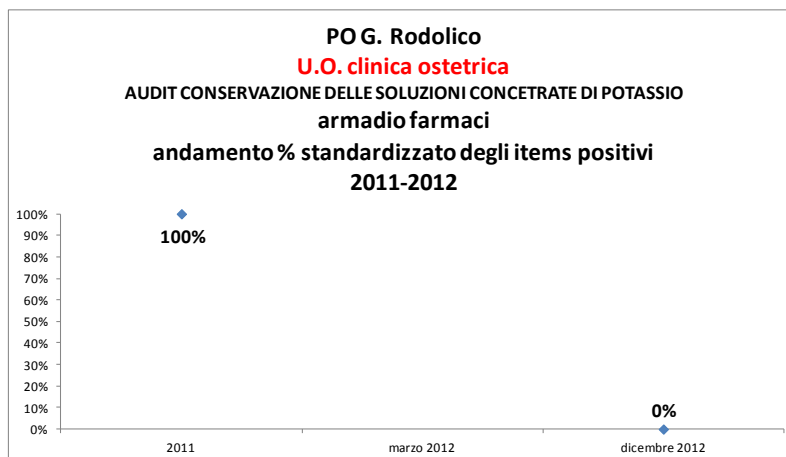 PO G. Rodolico
U.O. clinica ostetrica
AUDIT CONSERVAZIONE DELLE SOLUZIONI CONCETRATE DI POTASSIO
armadio farmaci
andamento % standardizzato degli items positivi
2011-2012
100%
90%
80%
70%
60%
50%
40%
30%
20%
10%
0%
100%
0%
2011 marzo 2012 dicembre 2012